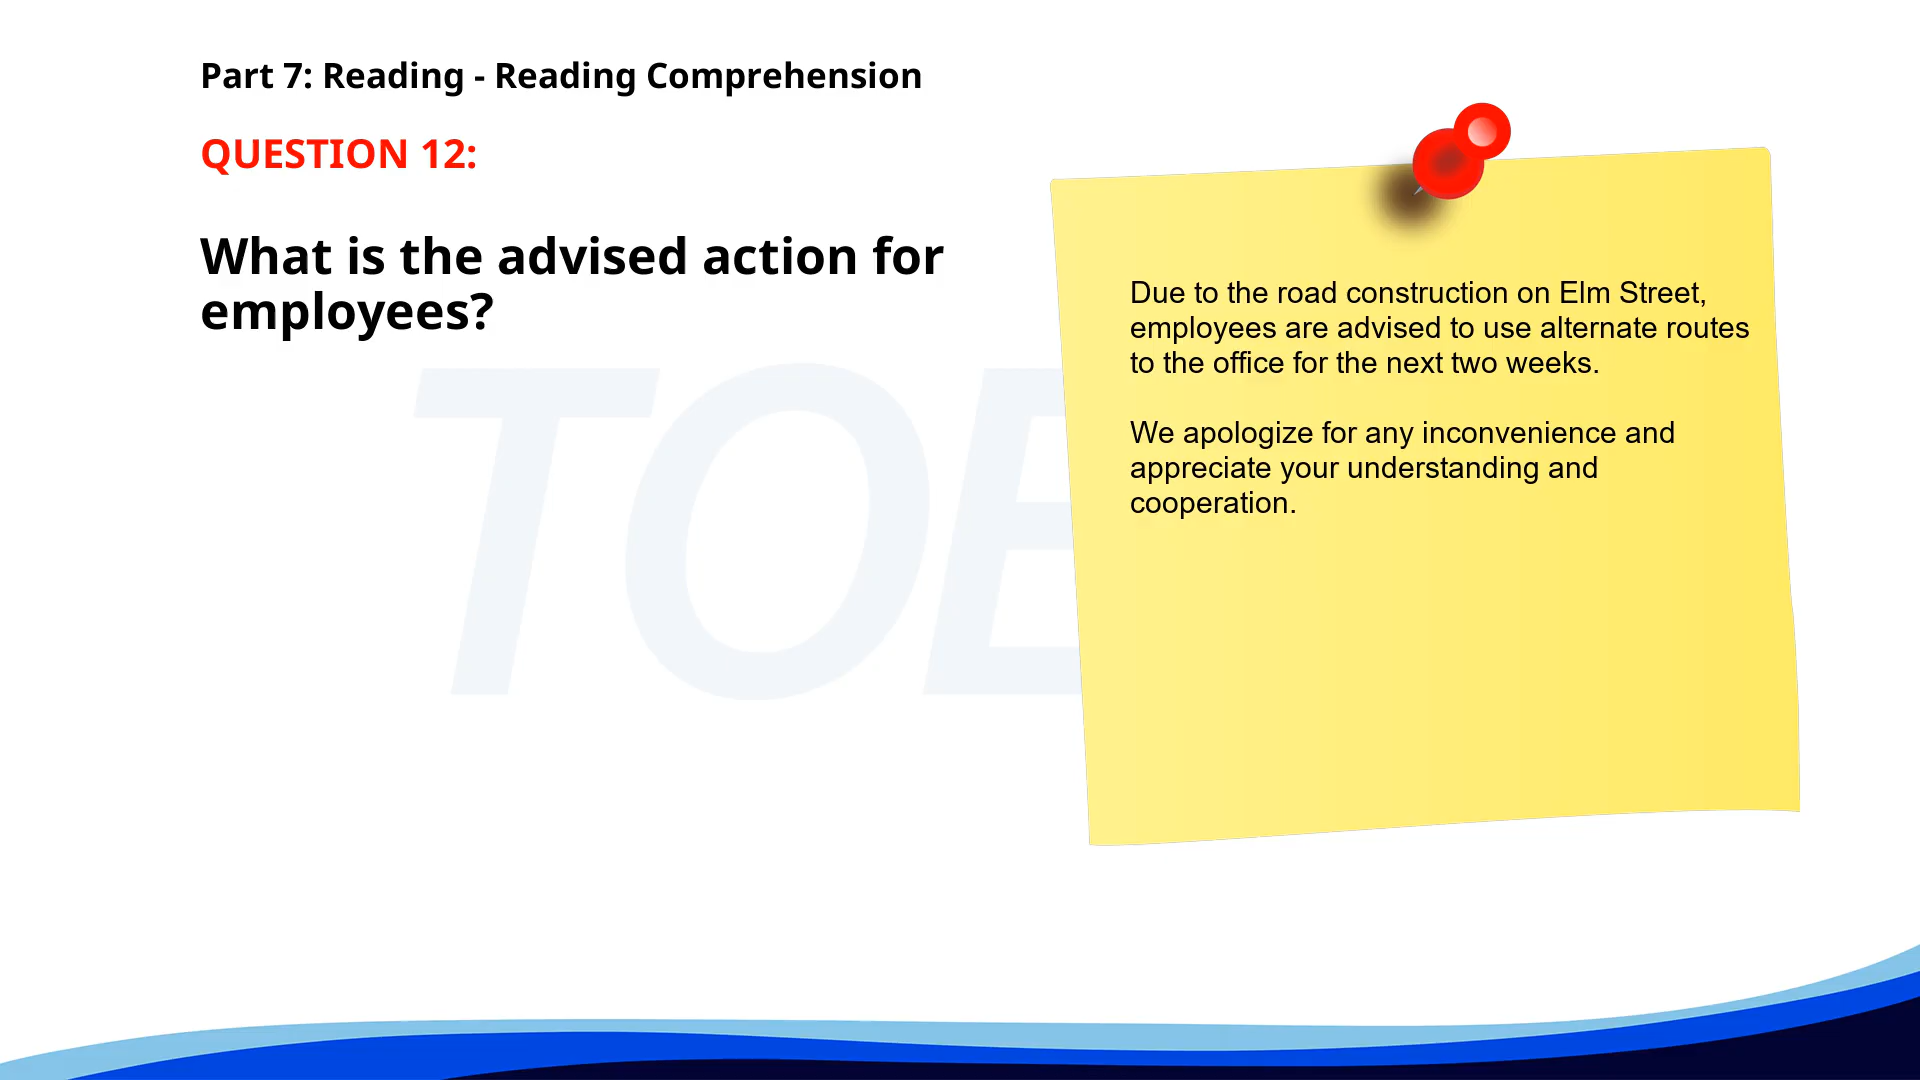 Part 7: Reading - Reading Comprehension
QUESTION 12:
What is the advised action for
employees?
Due to the road construction on Elm Street,
employees are advised to use alternate routes
to the office for the next two weeks.
We apologize for any inconvenience and
appreciate your understanding and
cooperation.
TOE